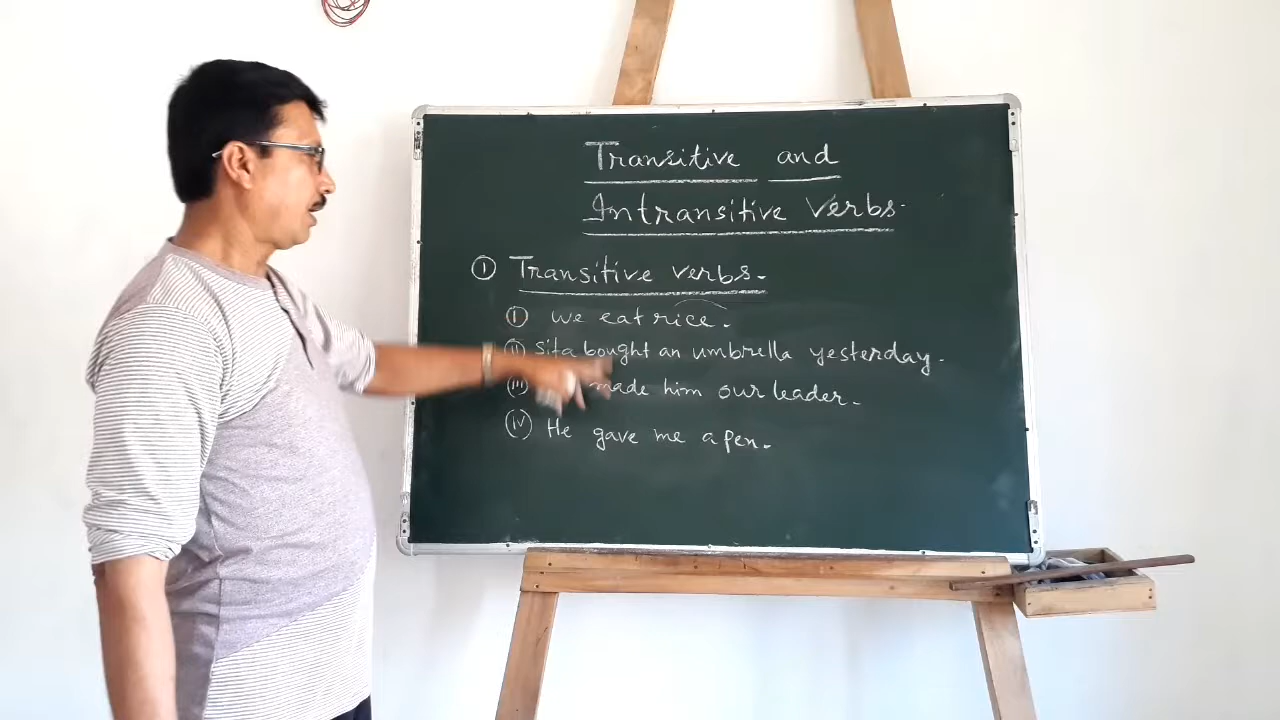 Transitive and
Intransitive Verbs.
① Transitive verbs.
Ⓘ We eat rice.
(II) Sita bought an umbrella yesterday.
(III) made him our leader.
(IV) He gave me a pen.